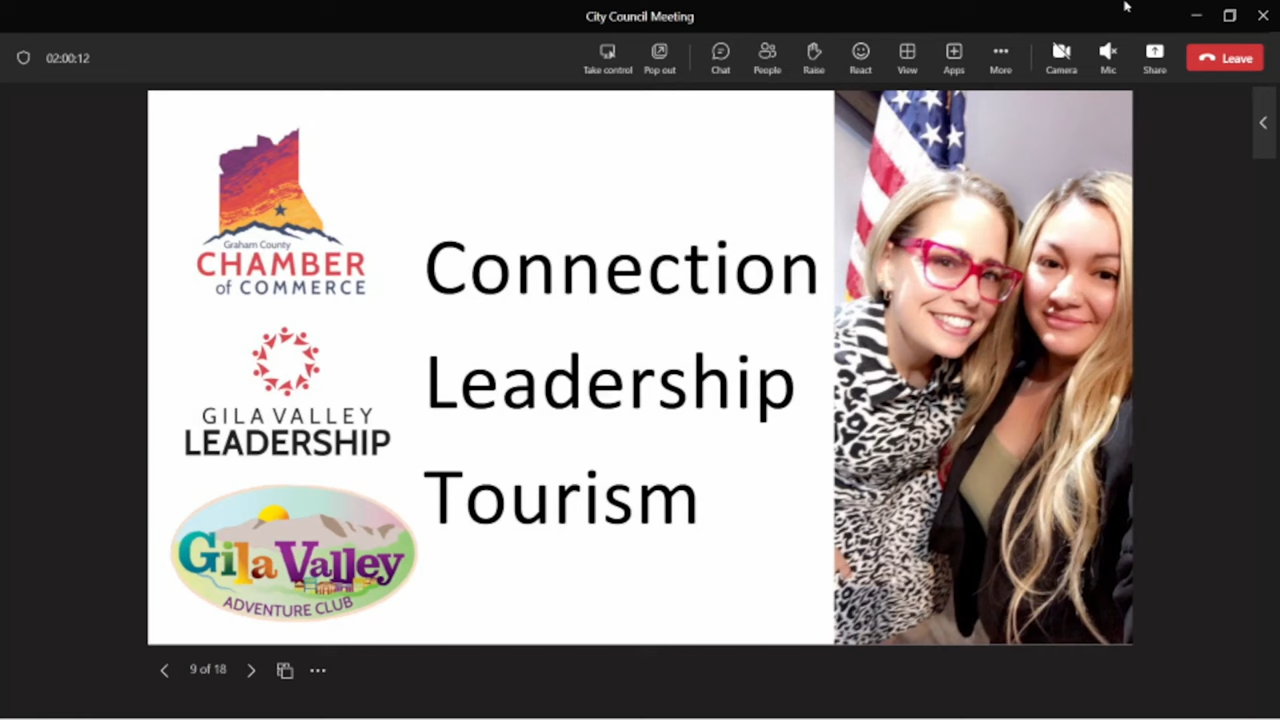 City Council Meeting
02:00:12
Take control
Pop out
Chat
People
Raise
React
View
Apps
More
Camera
Mic
Share
Leave
Graham County
CHAMBER
of COMMERCE
GILA VALLEY
LEADERSHIP
Gila Valley
ADVENTURE CLUB
Connection
Leadership
Tourism
9 of 18